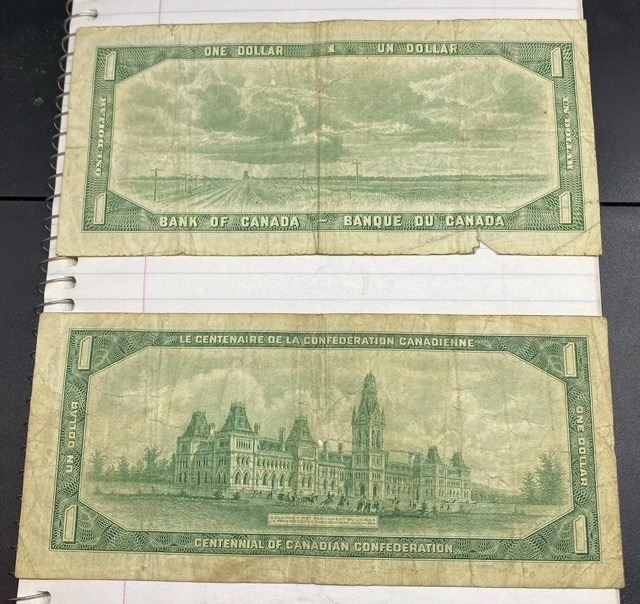 ONE DOLLAR 1 UN DOLLAR
1 1
ONE DOLLAR
UN DOLLAR
1 1
BANK OF CANADA – BANQUE DU CANADA
LE CENTENAIRE DE LA CONFEDERATION CANADIENNE
1 1
UN DOLLAR
ONE DOLLAR
1 1
CENTENNIAL OF CANADIAN CONFEDERATION